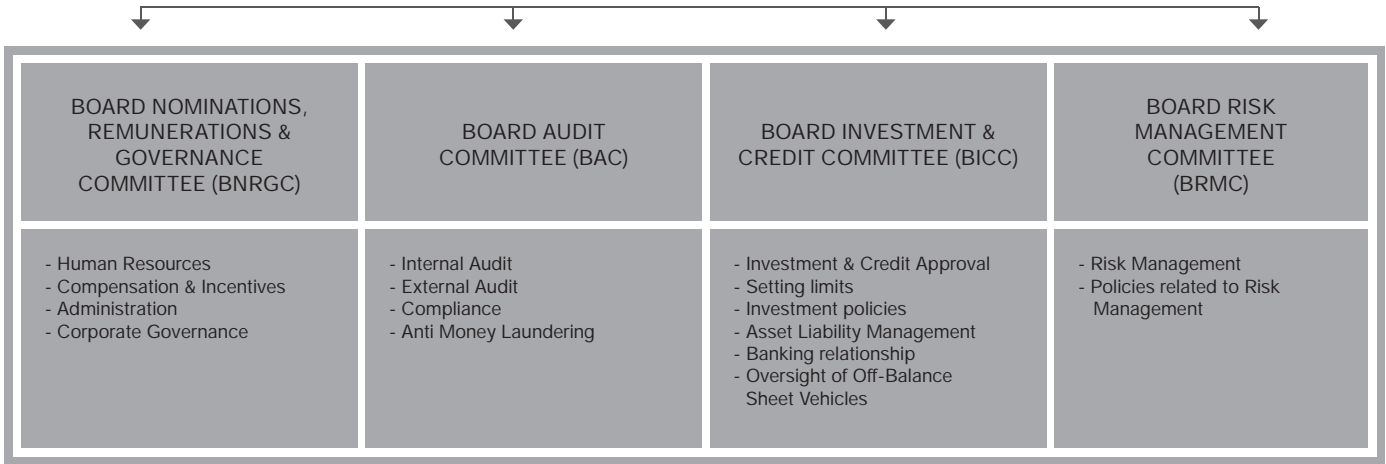 BOARD NOMINATIONS,
REMUNERATIONS &
GOVERNANCE
COMMITTEE (BNRGC)
BOARD AUDIT
COMMITTEE (BAC)
BOARD INVESTMENT &
CREDIT COMMITTEE (BICC)
BOARD RISK
MANAGEMENT
COMMITTEE
(BRMC)
- Human Resources
- Compensation & Incentives
- Administration
- Corporate Governance
- Internal Audit
- External Audit
- Compliance
- Anti Money Laundering
- Investment & Credit Approval
- Setting limits
- Investment policies
- Asset Liability Management
- Banking relationship
- Oversight of Off-Balance
Sheet Vehicles
- Risk Management
- Policies related to Risk
Management